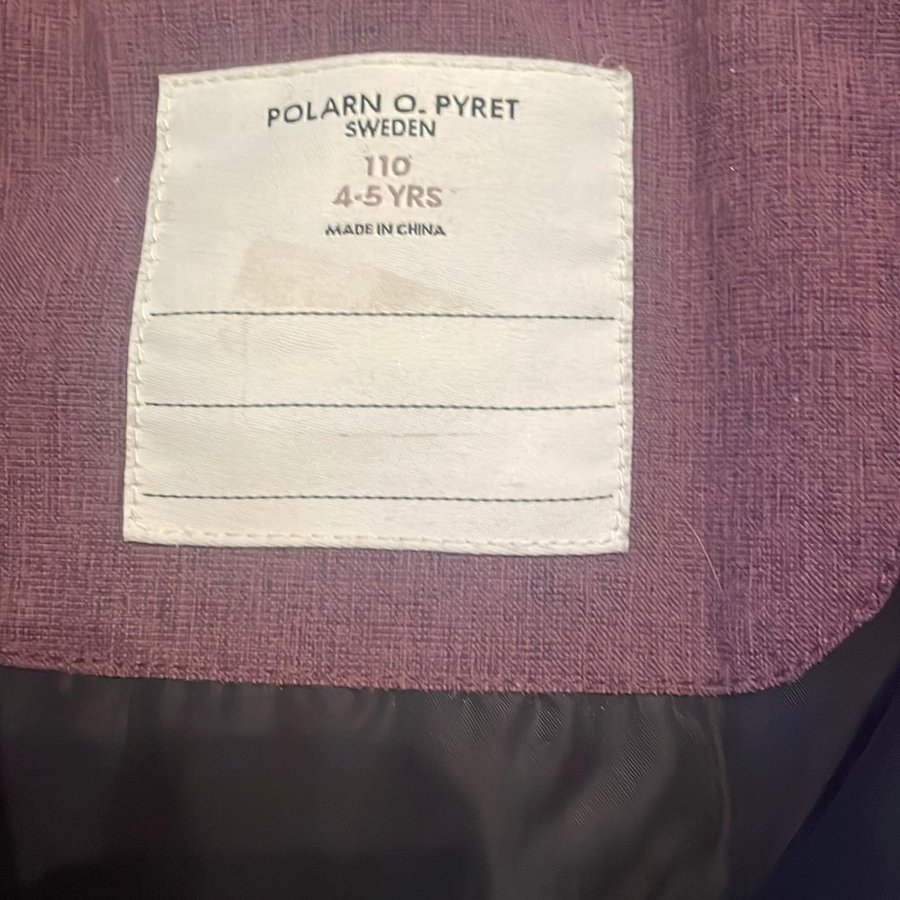 POLARN O. PYRET
SWEDEN
110
4-5 YRS
MADE IN CHINA